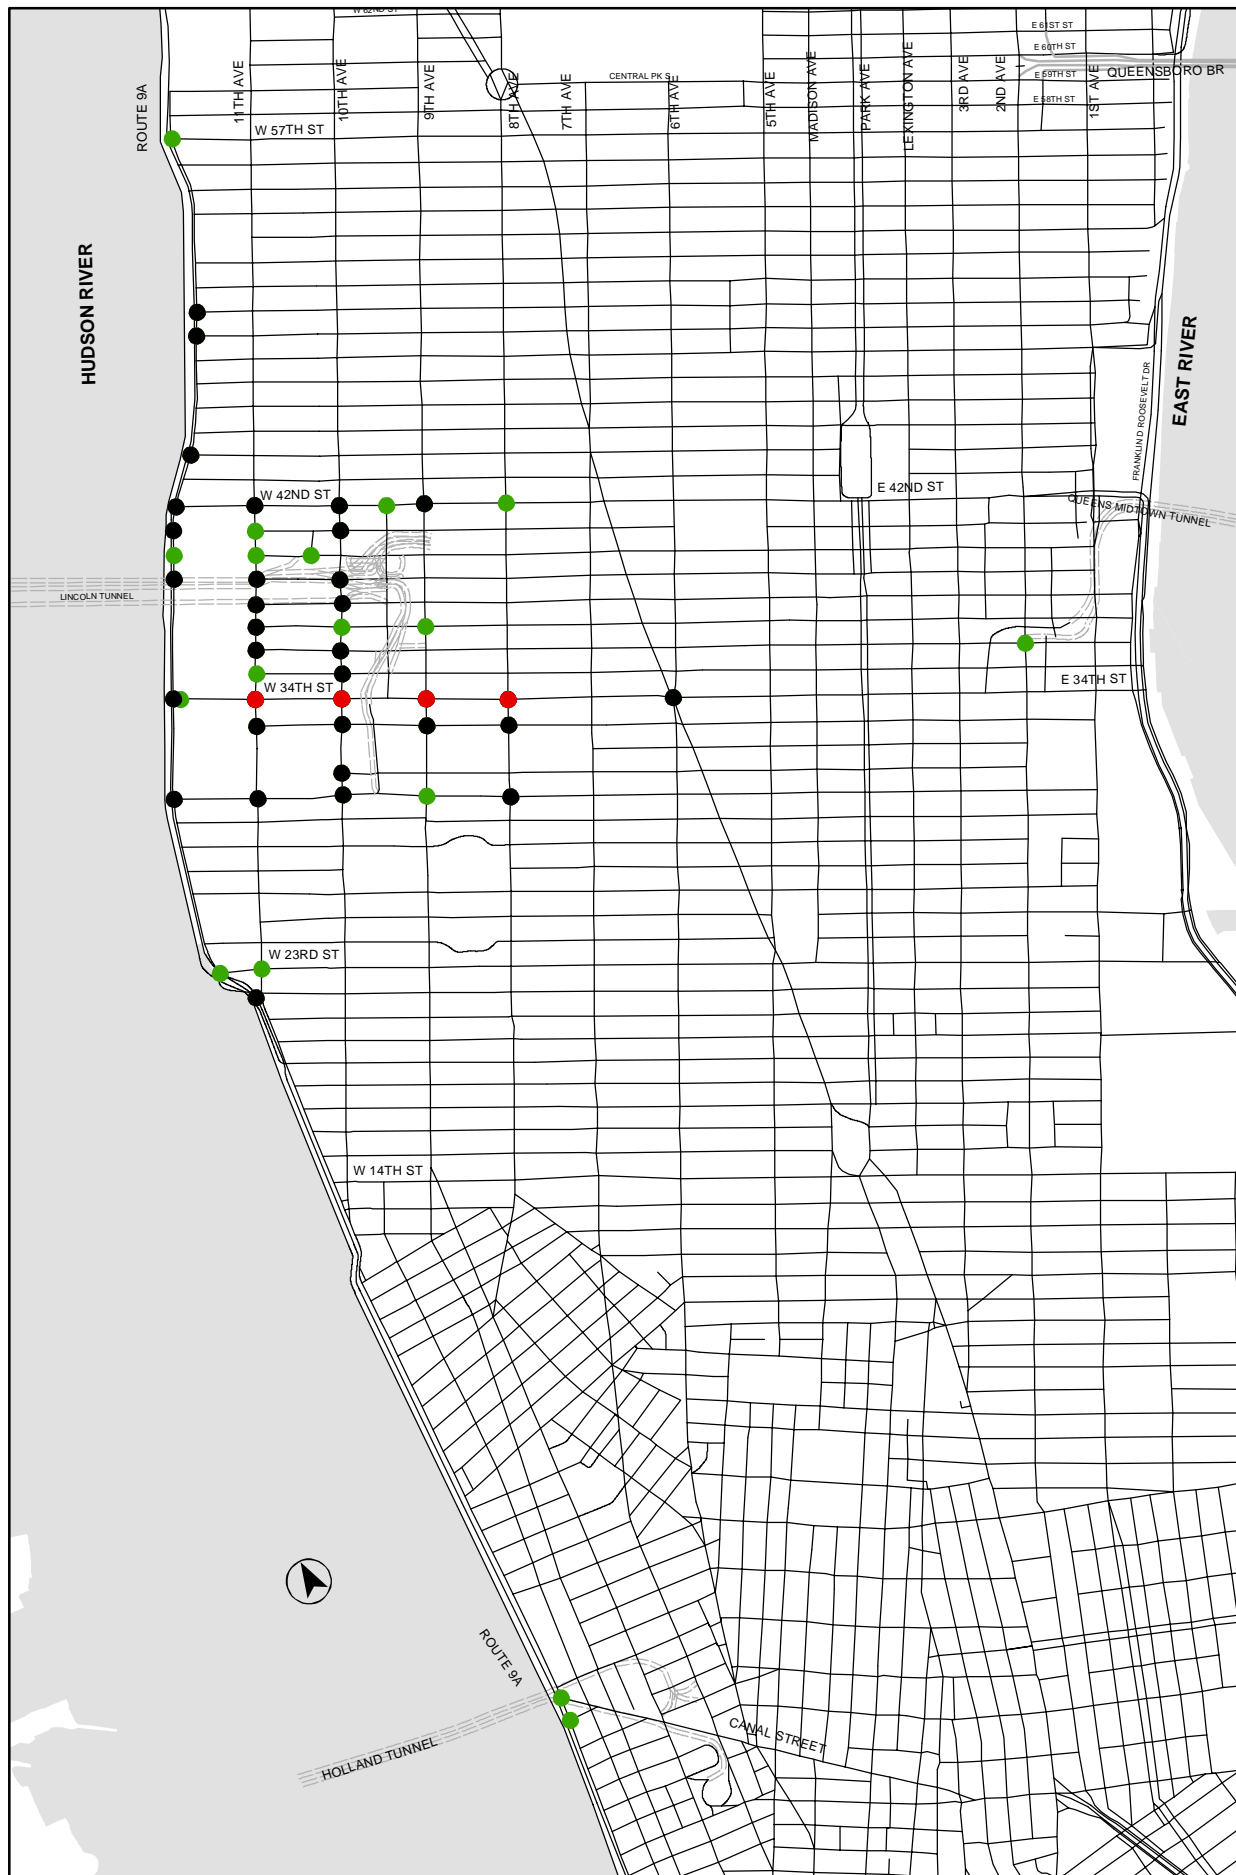 W 62ND ST
E 61ST ST
E 60TH ST
E 59TH ST
E 58TH ST
QUEENSBORO BR
CENTRAL PK S
ROUTE 9A
11TH AVE
10TH AVE
9TH AVE
8TH AVE
7TH AVE
6TH AVE
5TH AVE
MADISON AVE
PARK AVE
LEXINGTON AVE
3RD AVE
2ND AVE
1ST AVE
W 57TH ST
HUDSON RIVER
EAST RIVER
FRANKLIN D ROOSEVELT DR
W 42ND ST
E 42ND ST
QUEENS MIDTOWN TUNNEL
LINCOLN TUNNEL
W 34TH ST
E 34TH ST
W 23RD ST
W 14TH ST
ROUTE 9A
HOLLAND TUNNEL
CANAL STREET